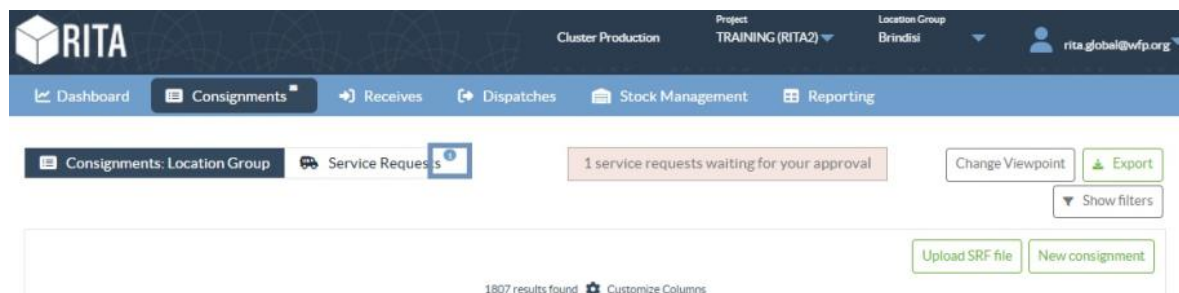 RITA
Cluster Production
Project
TRAINING (RITA2)
Location Group
Brindisi
rita.global@wfp.org
Dashboard Consignments Receives Dispatches Stock Management Reporting
Consignments: Location Group Service Requests 1 1 service requests waiting for your approval Change Viewpoint Export
Show filters
Upload SRF file New consignment
1807 results found Customize Columns